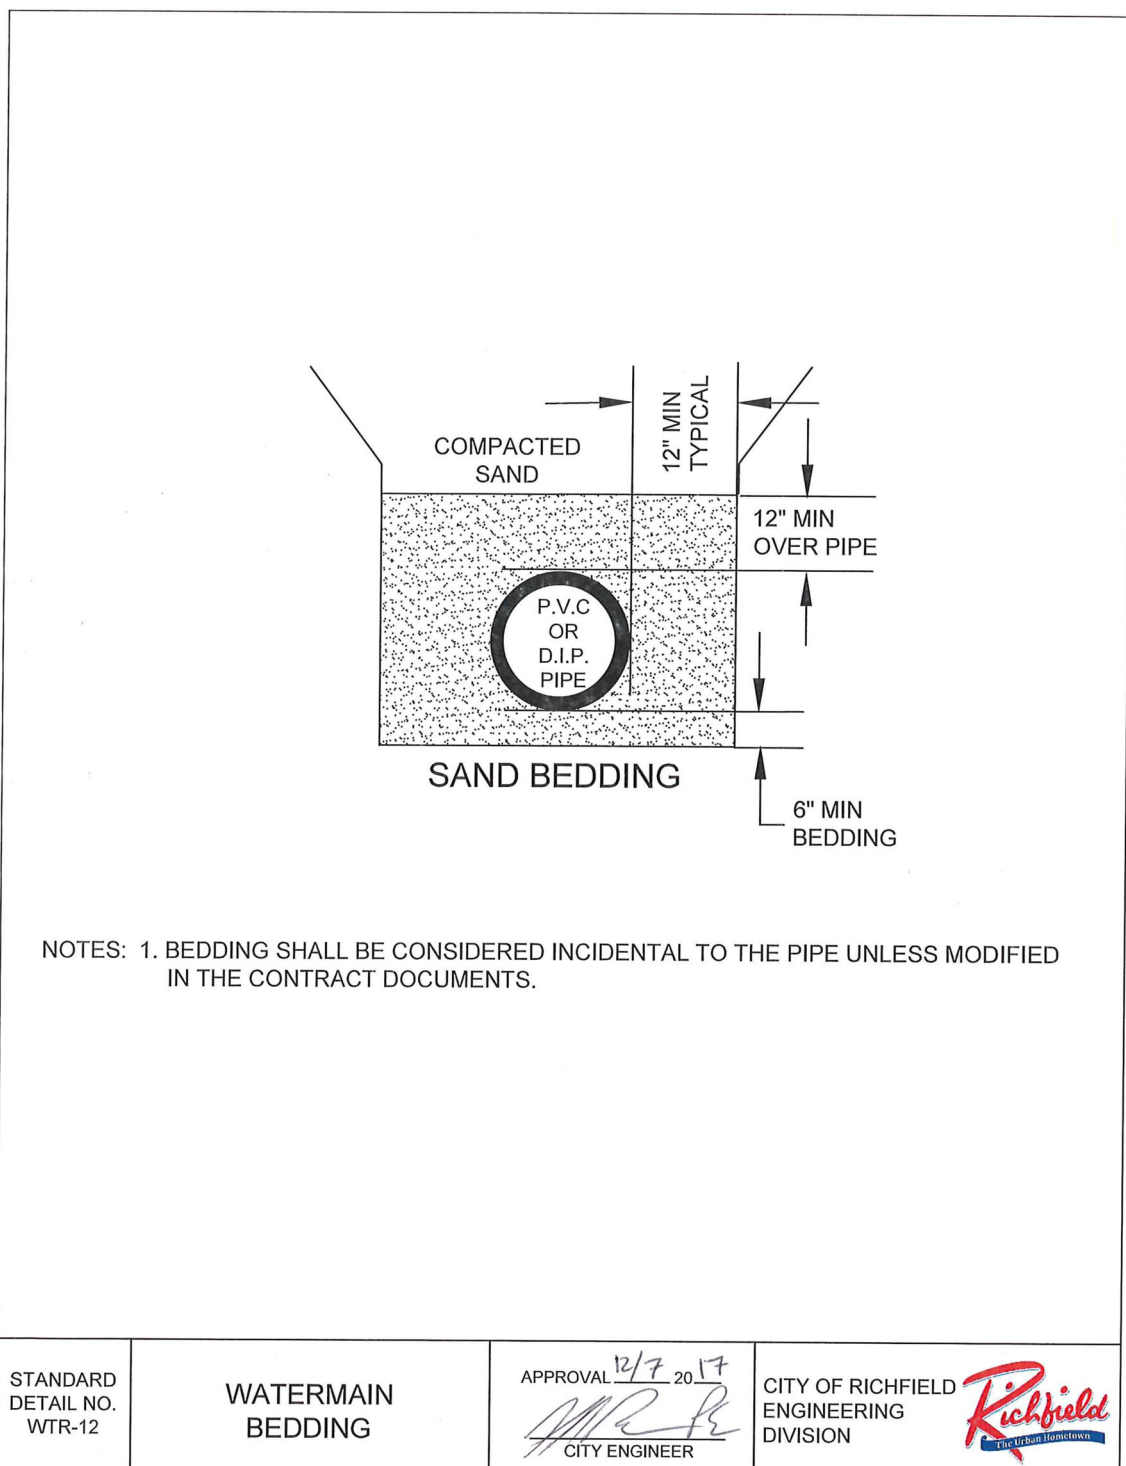 12" MIN
TYPICAL
COMPACTED
SAND
12" MIN
OVER PIPE
P.V.C
OR
D.I.P.
PIPE
SAND BEDDING
6" MIN
BEDDING
NOTES: 1. BEDDING SHALL BE CONSIDERED INCIDENTAL TO THE PIPE UNLESS MODIFIED
IN THE CONTRACT DOCUMENTS.
STANDARD
DETAIL NO.
WTR-12
WATERMAIN
BEDDING
APPROVAL 12/7 2017
CITY ENGINEER
CITY OF RICHFIELD
ENGINEERING
DIVISION
Richfield
The Urban Hometown